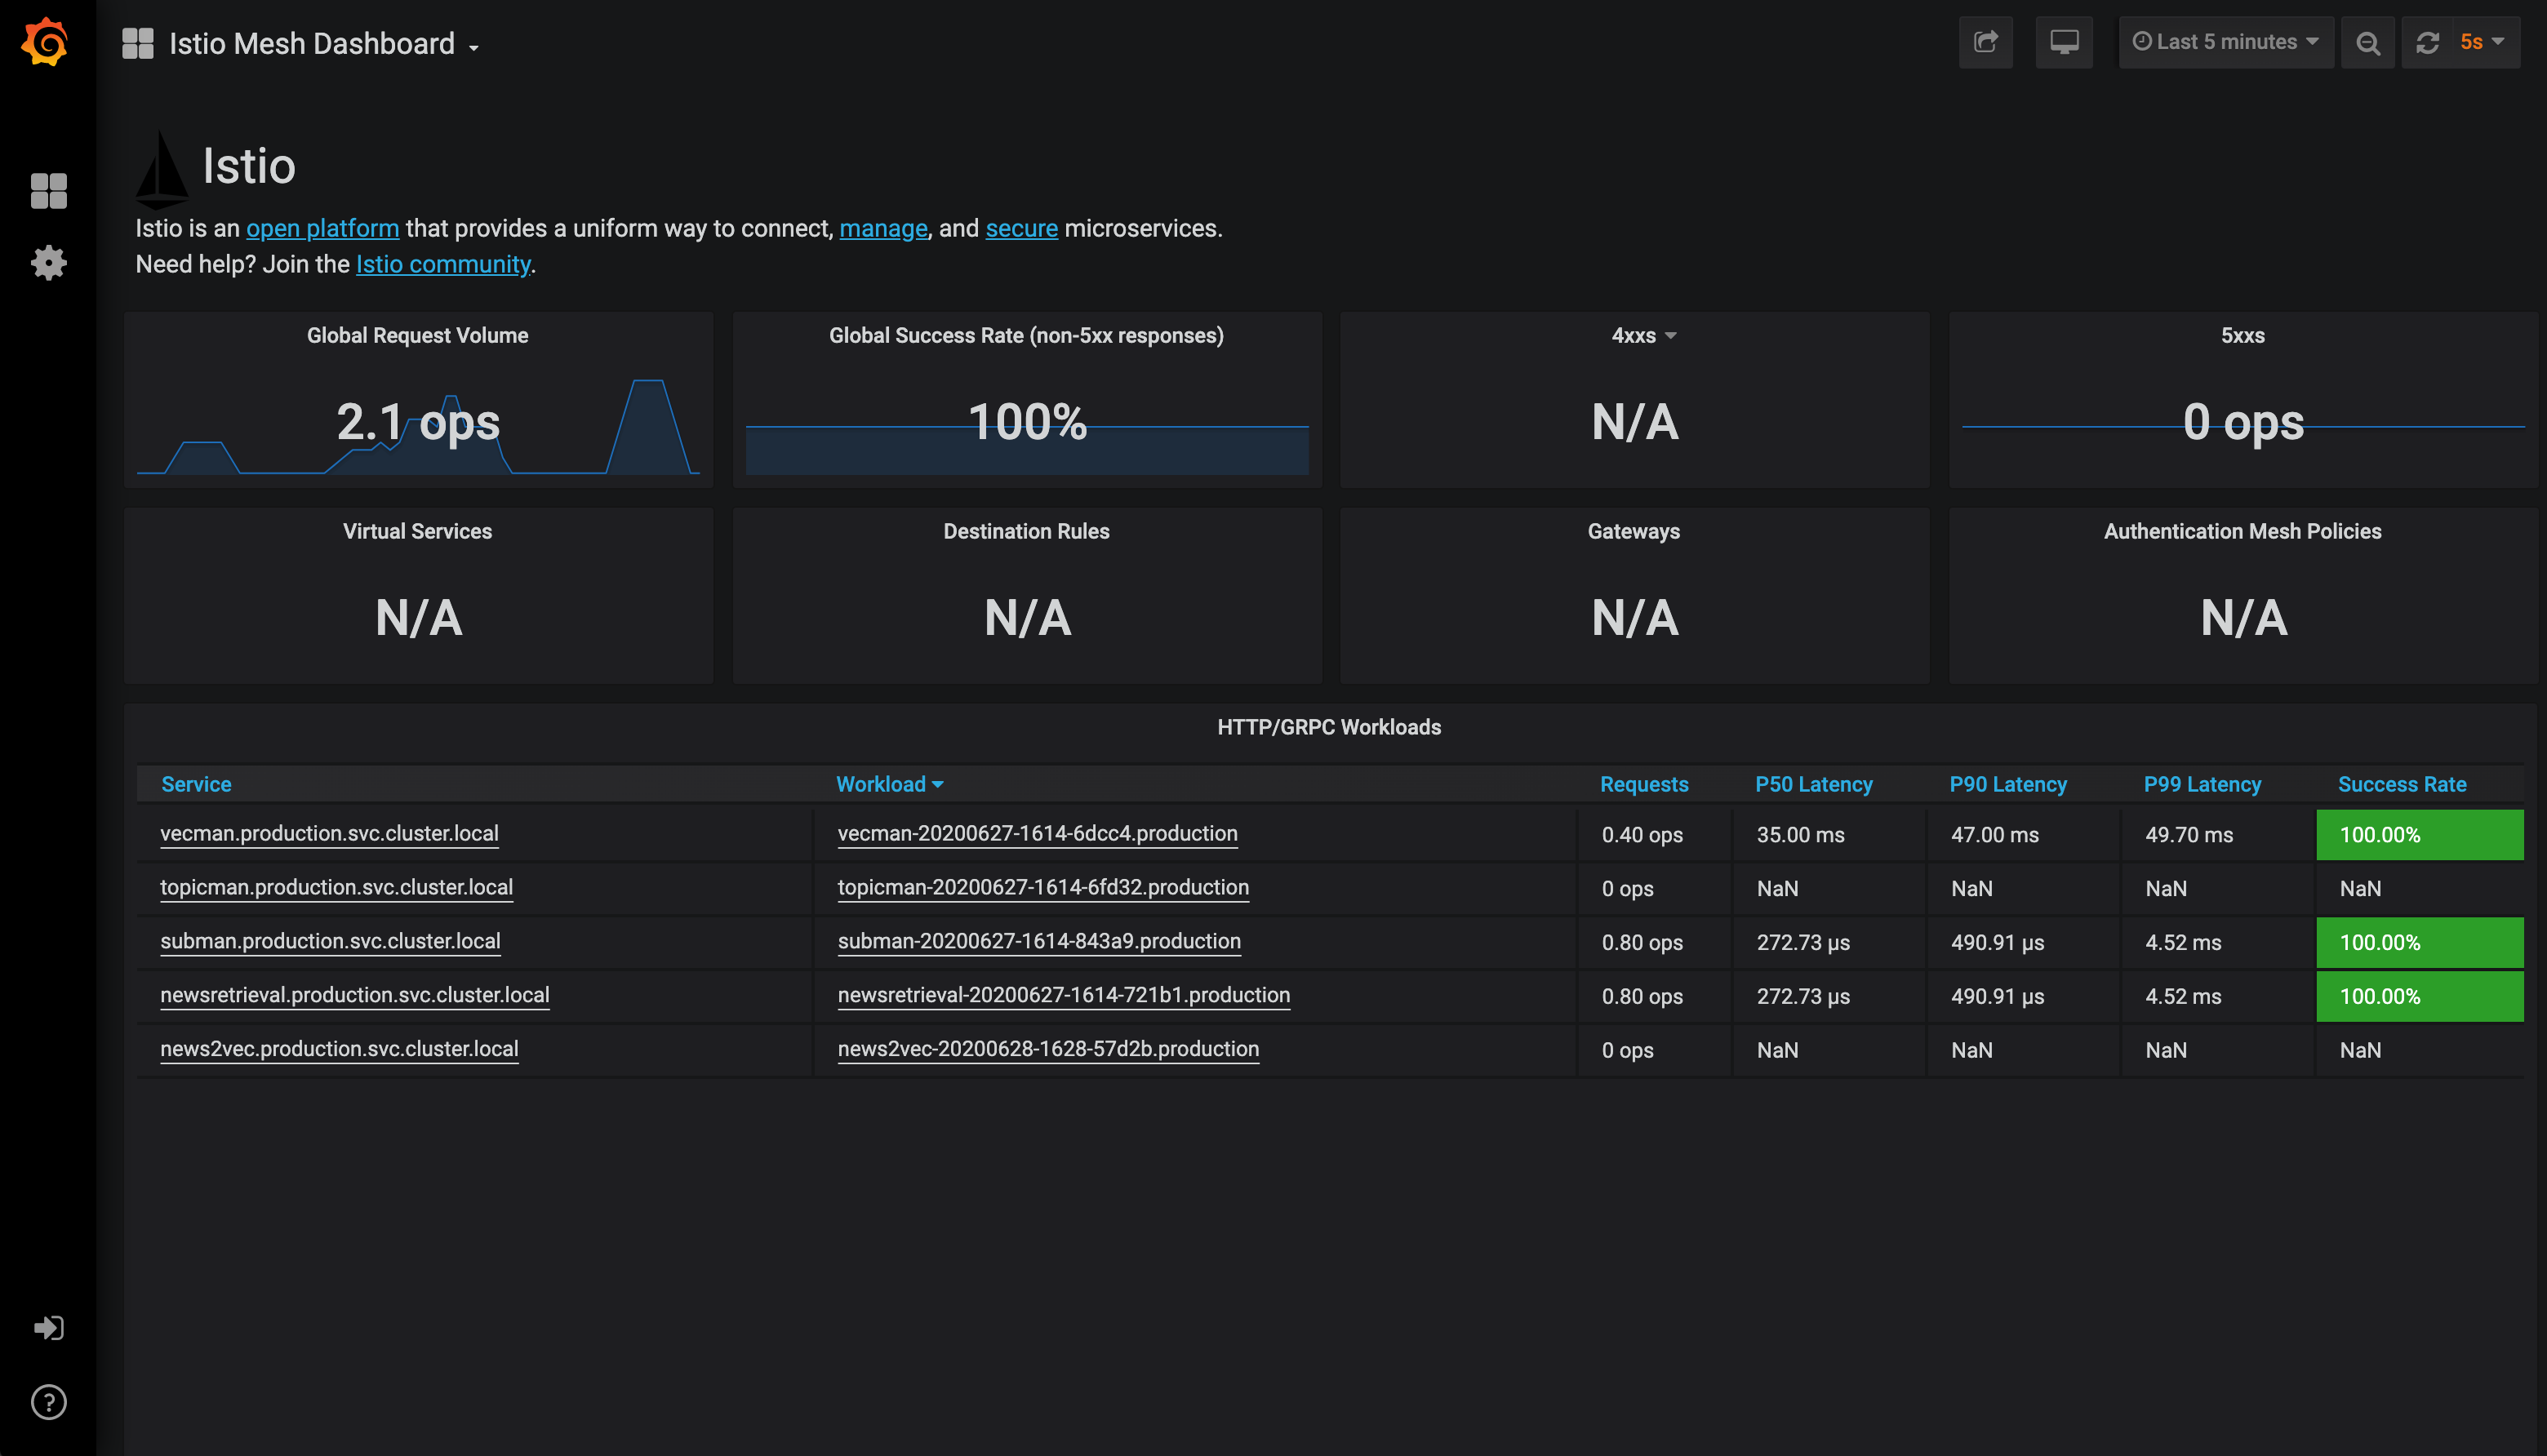 Istio Mesh Dashboard
Last 5 minutes
5s
Istio
Istio is an open platform that provides a uniform way to connect, manage, and secure microservices.
Need help? Join the Istio community.
Global Request Volume
2.1 ops
Global Success Rate (non-5xx responses)
100%
4xxs
N/A
5xxs
0 ops
Virtual Services
N/A
Destination Rules
N/A
Gateways
N/A
Authentication Mesh Policies
N/A
HTTP/GRPC Workloads
Service Workload Requests P50 Latency P90 Latency P99 Latency Success Rate
vecman.production.svc.cluster.local vecman-20200627-1614-6dcc4.production 0.40 ops 35.00 ms 47.00 ms 49.70 ms 100.00%
topicman.production.svc.cluster.local topicman-20200627-1614-6fd32.production 0 ops NaN NaN NaN NaN
subman.production.svc.cluster.local subman-20200627-1614-843a9.production 0.80 ops 272.73 µs 490.91 µs 4.52 ms 100.00%
newsretrieval.production.svc.cluster.local newsretrieval-20200627-1614-721b1.production 0.80 ops 272.73 µs 490.91 µs 4.52 ms 100.00%
news2vec.production.svc.cluster.local news2vec-20200628-1628-57d2b.production 0 ops NaN NaN NaN NaN